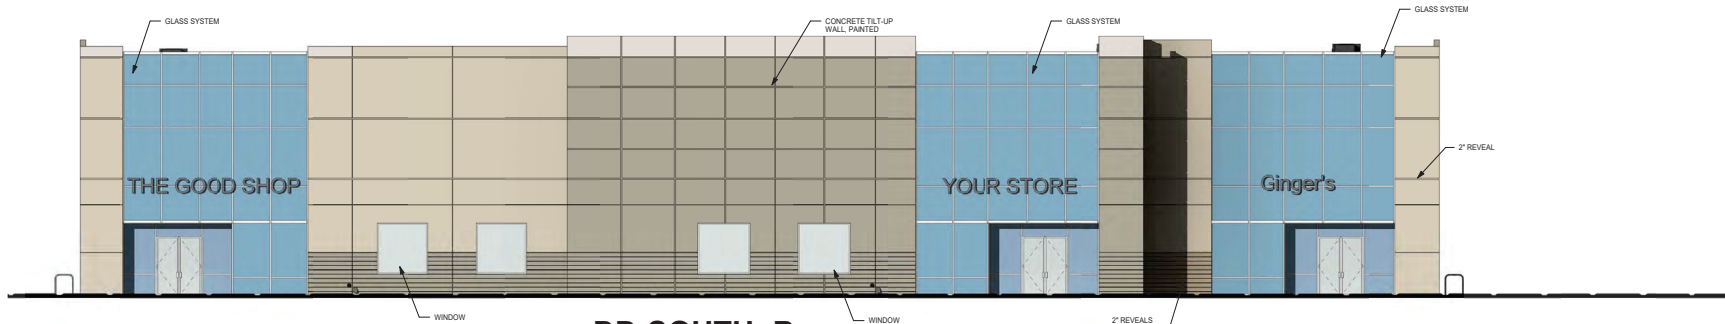 GLASS SYSTEM
CONCRETE TILT-UP
WALL, PAINTED
GLASS SYSTEM
GLASS SYSTEM
2" REVEAL
THE GOOD SHOP
YOUR STORE
Ginger's
WINDOW
WINDOW
2" REVEALS